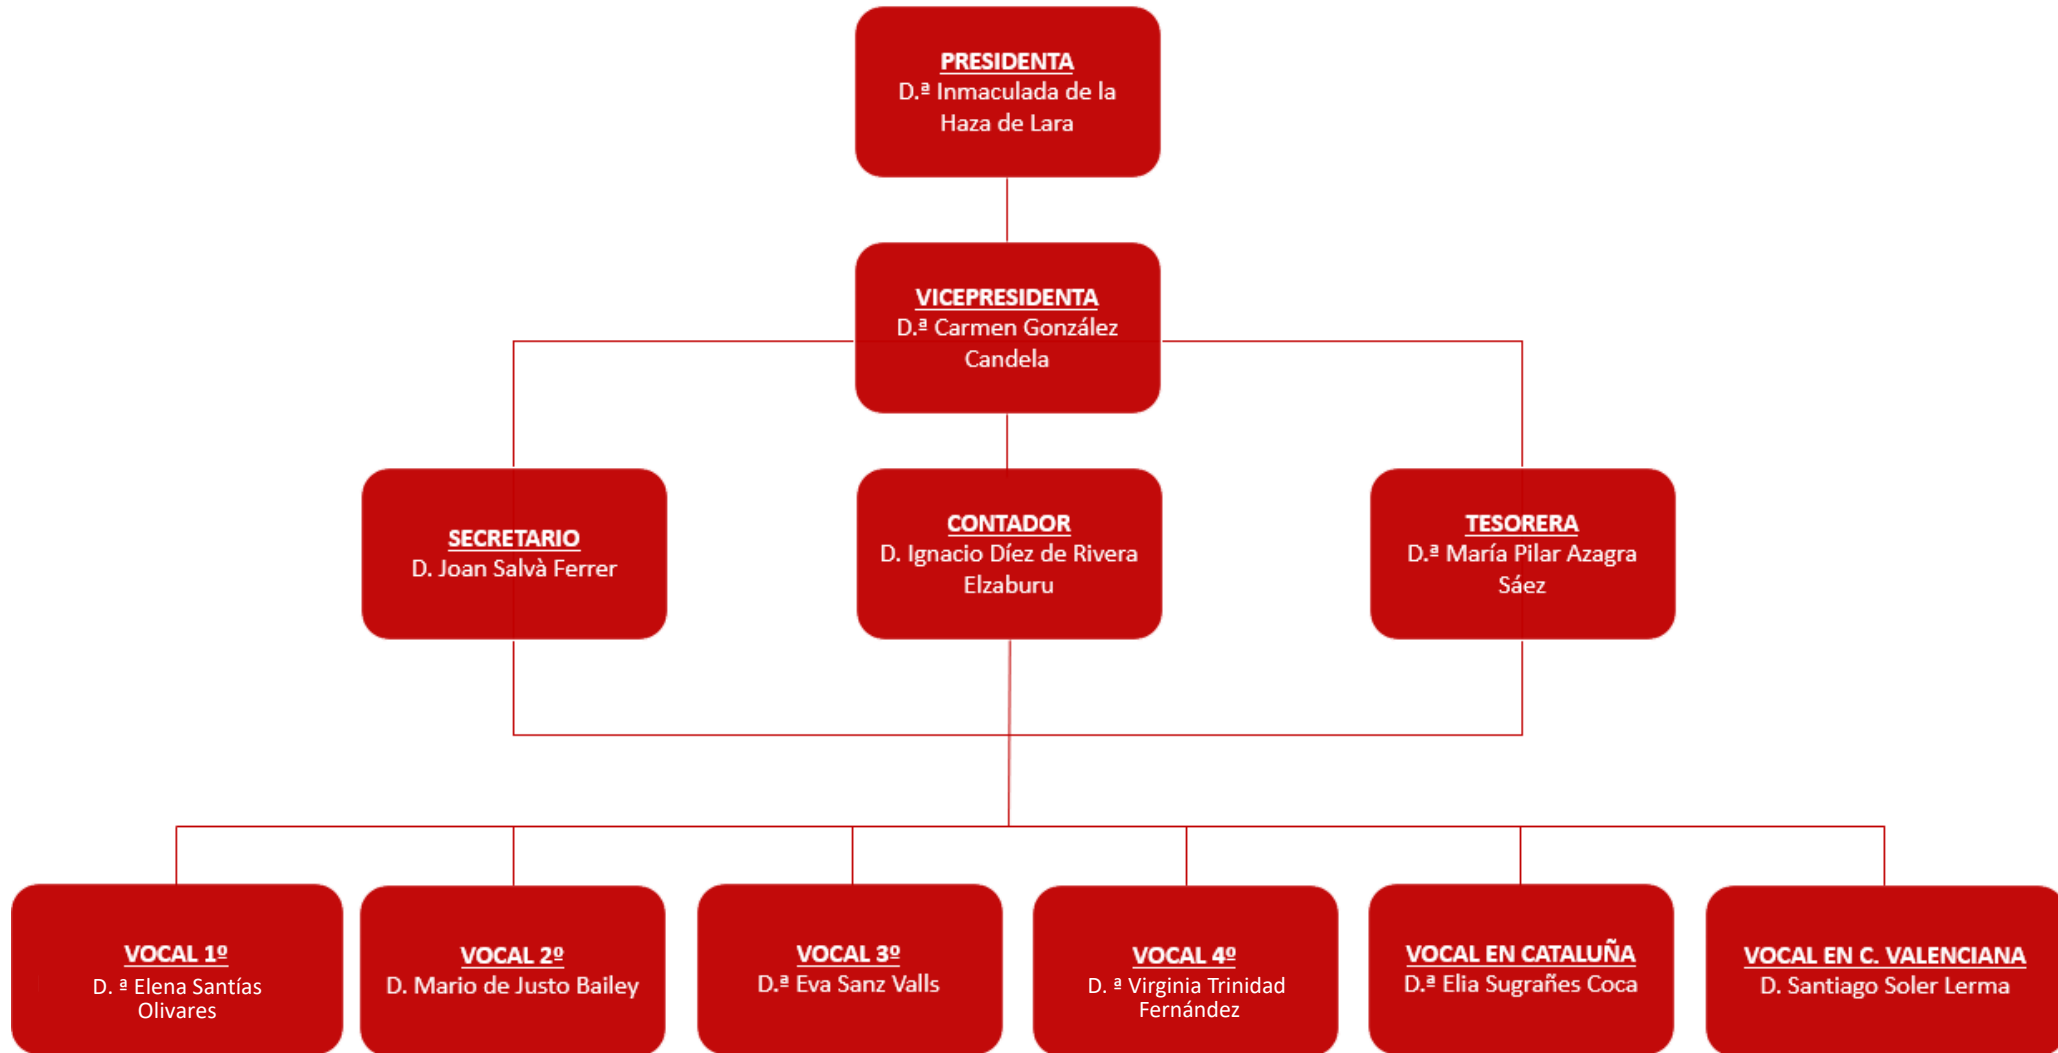 PRESIDENTA
D.ª Inmaculada de la
Haza de Lara
VICEPRESIDENTA
D.ª Carmen González
Candela
SECRETARIO
D. Joan Salvà Ferrer
CONTADOR
D. Ignacio Díez de Rivera
Elzaburu
TESORERA
D.ª María Pilar Azagra
Sáez
VOCAL 1º
D. ª Elena Santías
Olivares
VOCAL 2º
D. Mario de Justo Bailey
VOCAL 3º
D.ª Eva Sanz Valls
VOCAL 4º
D. ª Virginia Trinidad
Fernández
VOCAL EN CATALUÑA
D.ª Elia Sugrañes Coca
VOCAL EN C. VALENCIANA
D. Santiago Soler Lerma